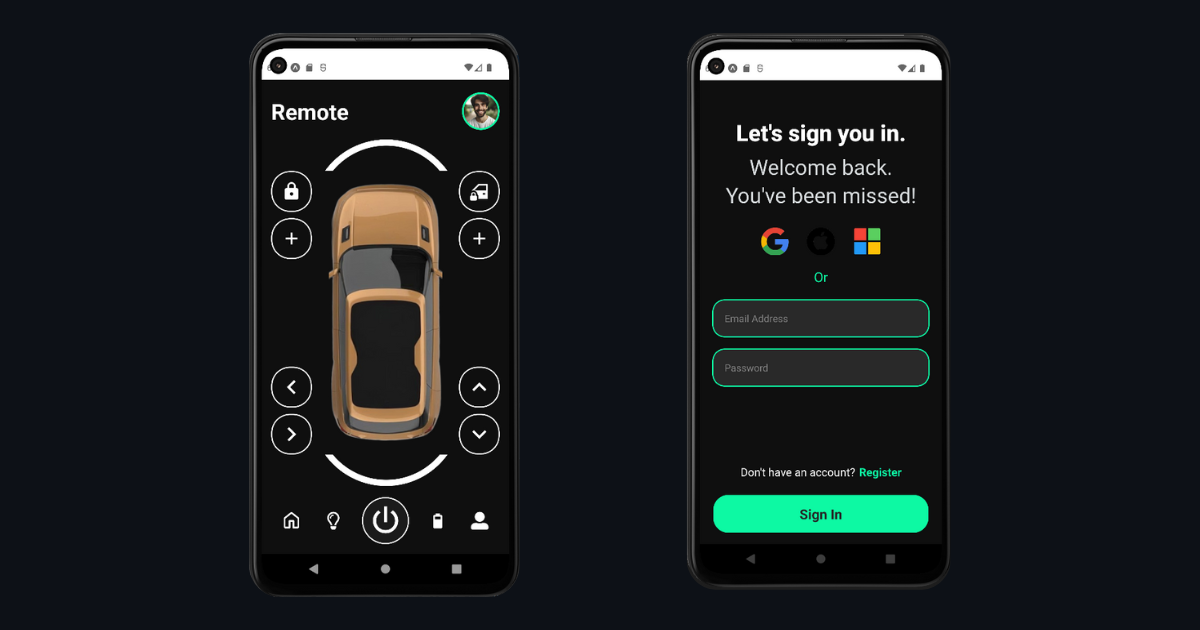 Remote
Let's sign you in.
Welcome back.
You've been missed!
Or
Email Address
Password
Don't have an account? Register
Sign In